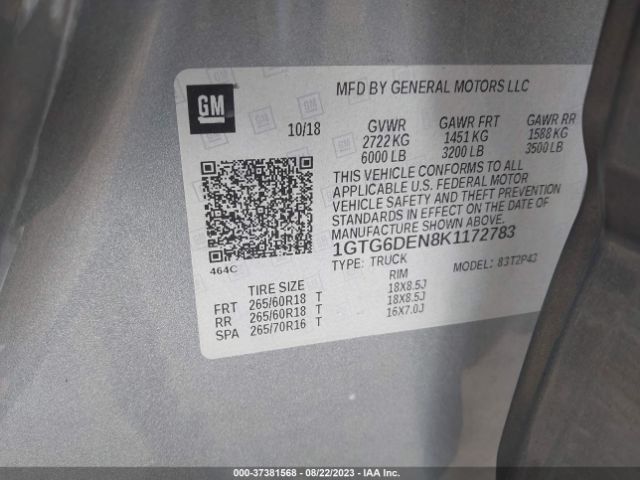 MFD BY GENERAL MOTORS LLC
GM
10/18
GVWR GAWR FRT GAWR RR
2722 KG 1451 KG 1588 KG
6000 LB 3200 LB 3500 LB
THIS VEHICLE CONFORMS TO ALL
APPLICABLE U.S. FEDERAL MOTOR
VEHICLE SAFETY AND THEFT PREVENTION
STANDARDS IN EFFECT ON THE DATE OF
MANUFACTURE SHOWN ABOVE.
1GTG6DEN8K1172783
TYPE: TRUCK MODEL: 83T2P43
464C
TIRE SIZE RIM
FRT 265/60R18 T 18X8.5J
RR 265/60R18 T 18X8.5J
SPA 265/70R16 T 16X7.0J
000-37381568 - 08/22/2023 - IAA Inc.